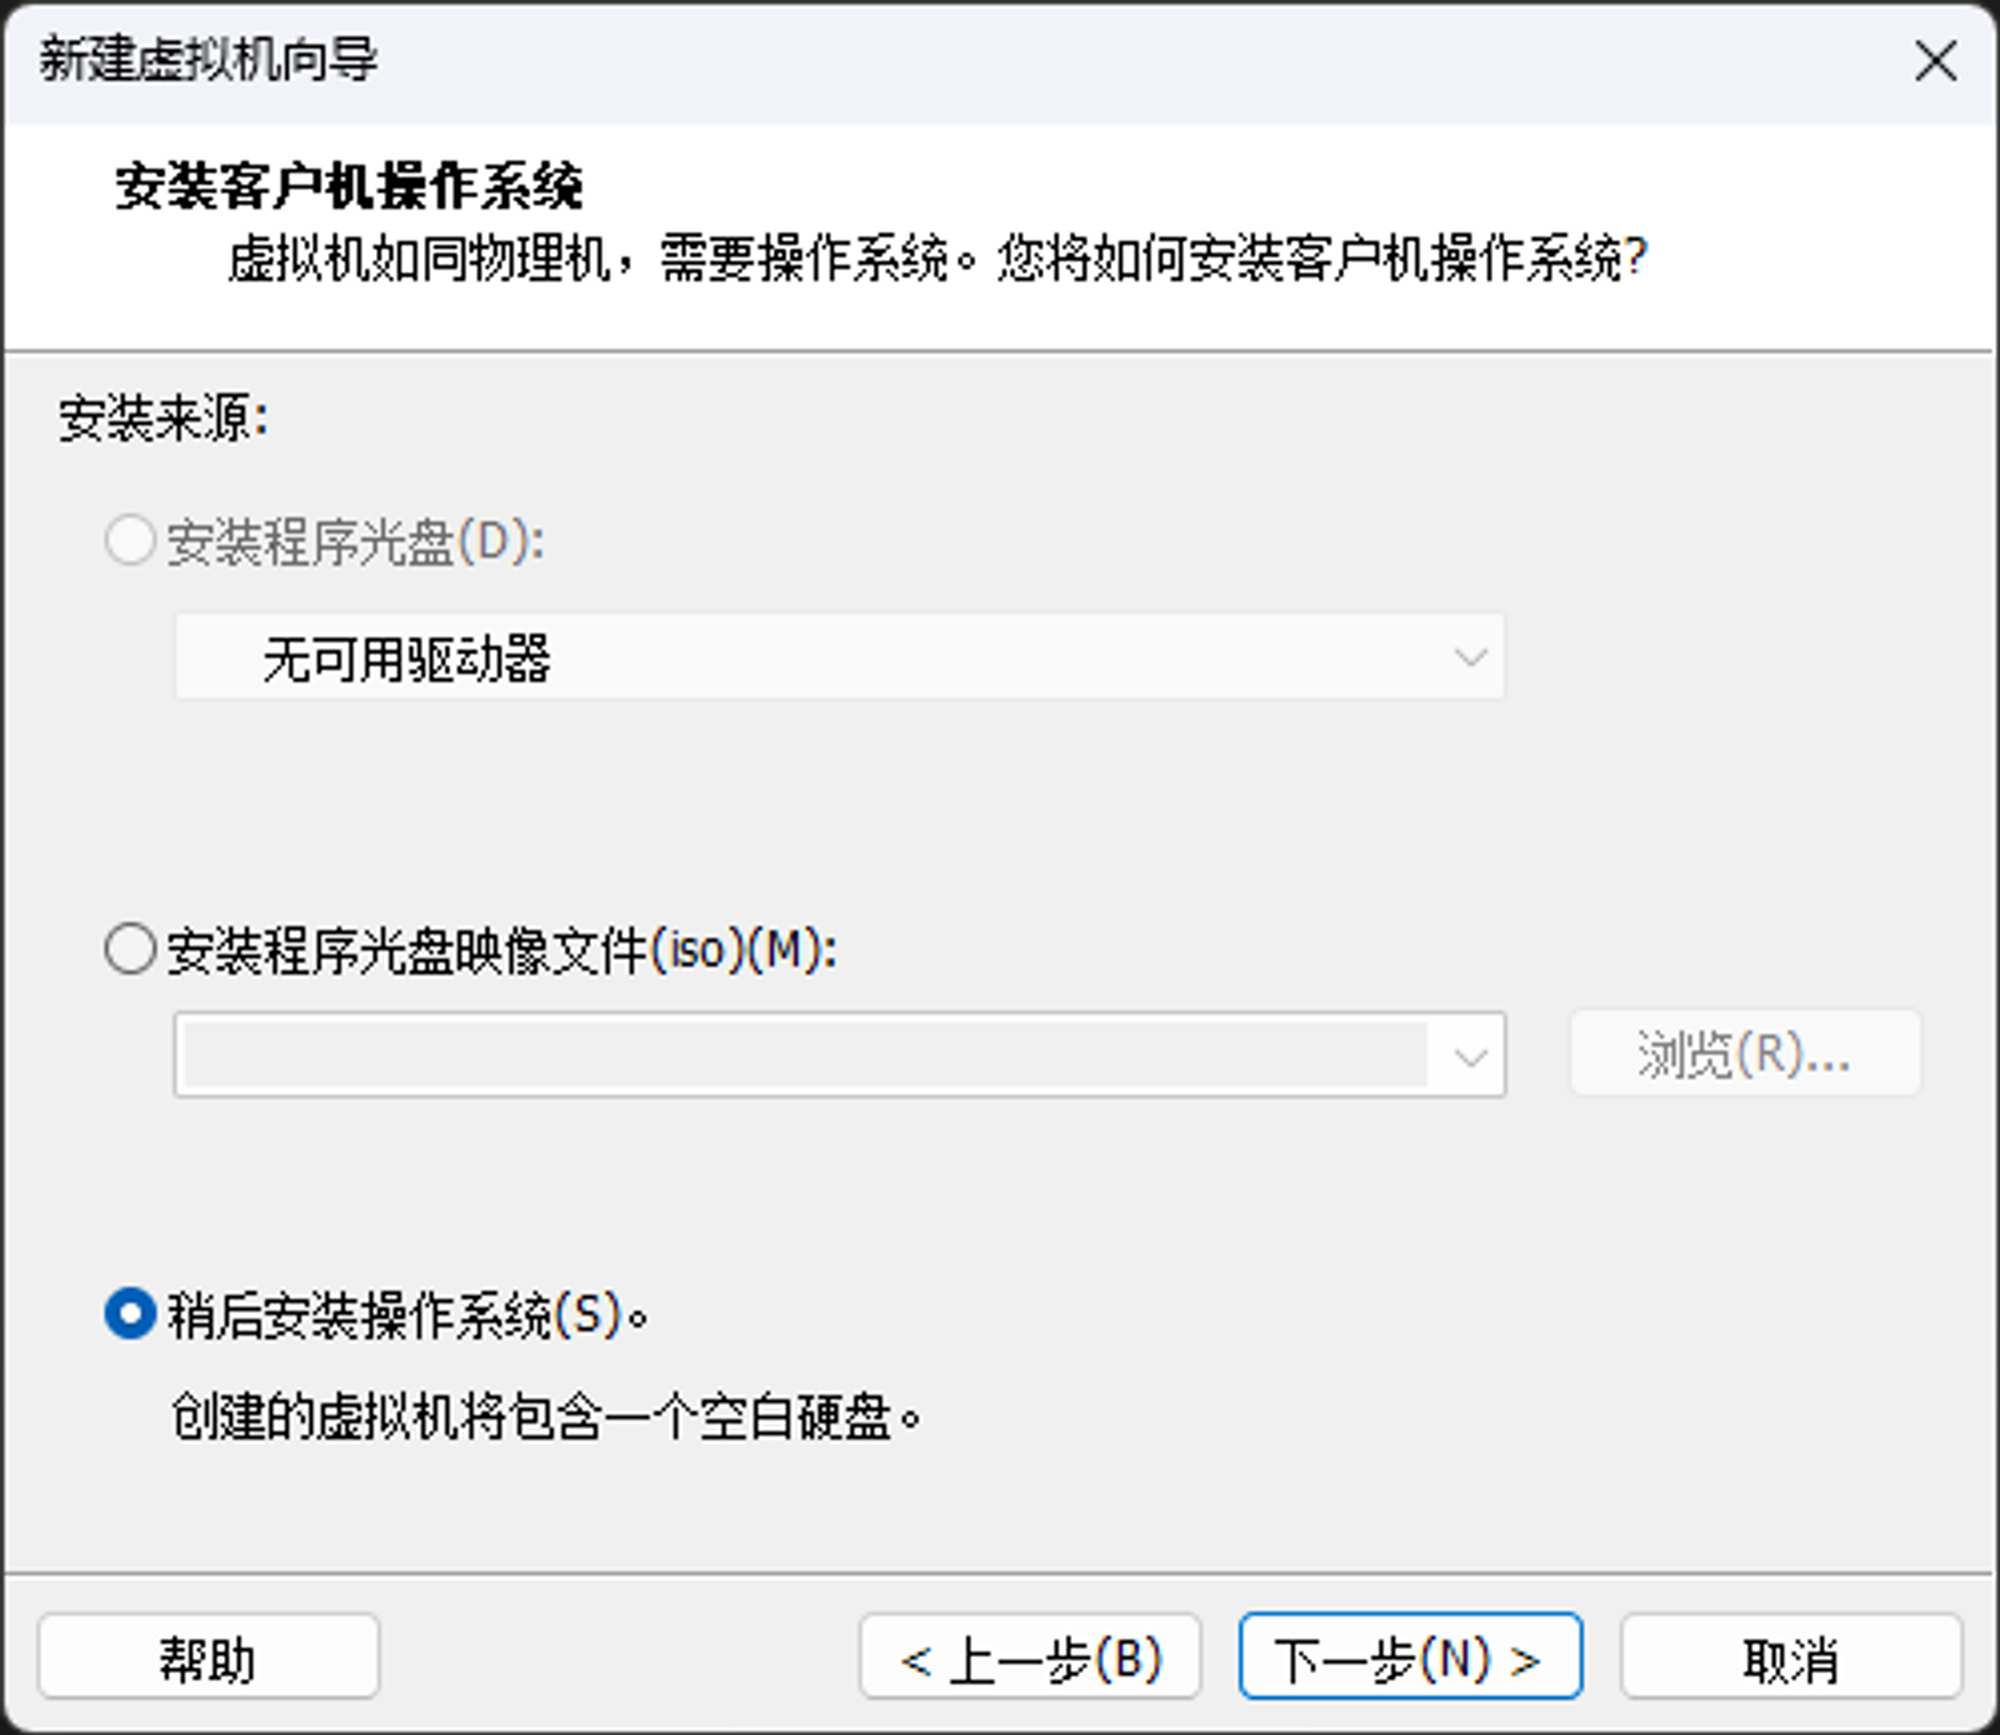 新建虚拟机向导
安装客户机操作系统
虚拟机如同物理机，需要操作系统。您将如何安装客户机操作系统?
安装来源:
安装程序光盘(D):
无可用驱动器
安装程序光盘映像文件(iso)(M):
浏览(R)...
稍后安装操作系统(S)。
创建的虚拟机将包含一个空白硬盘。
帮助
< 上一步(B)
下一步(N) >
取消